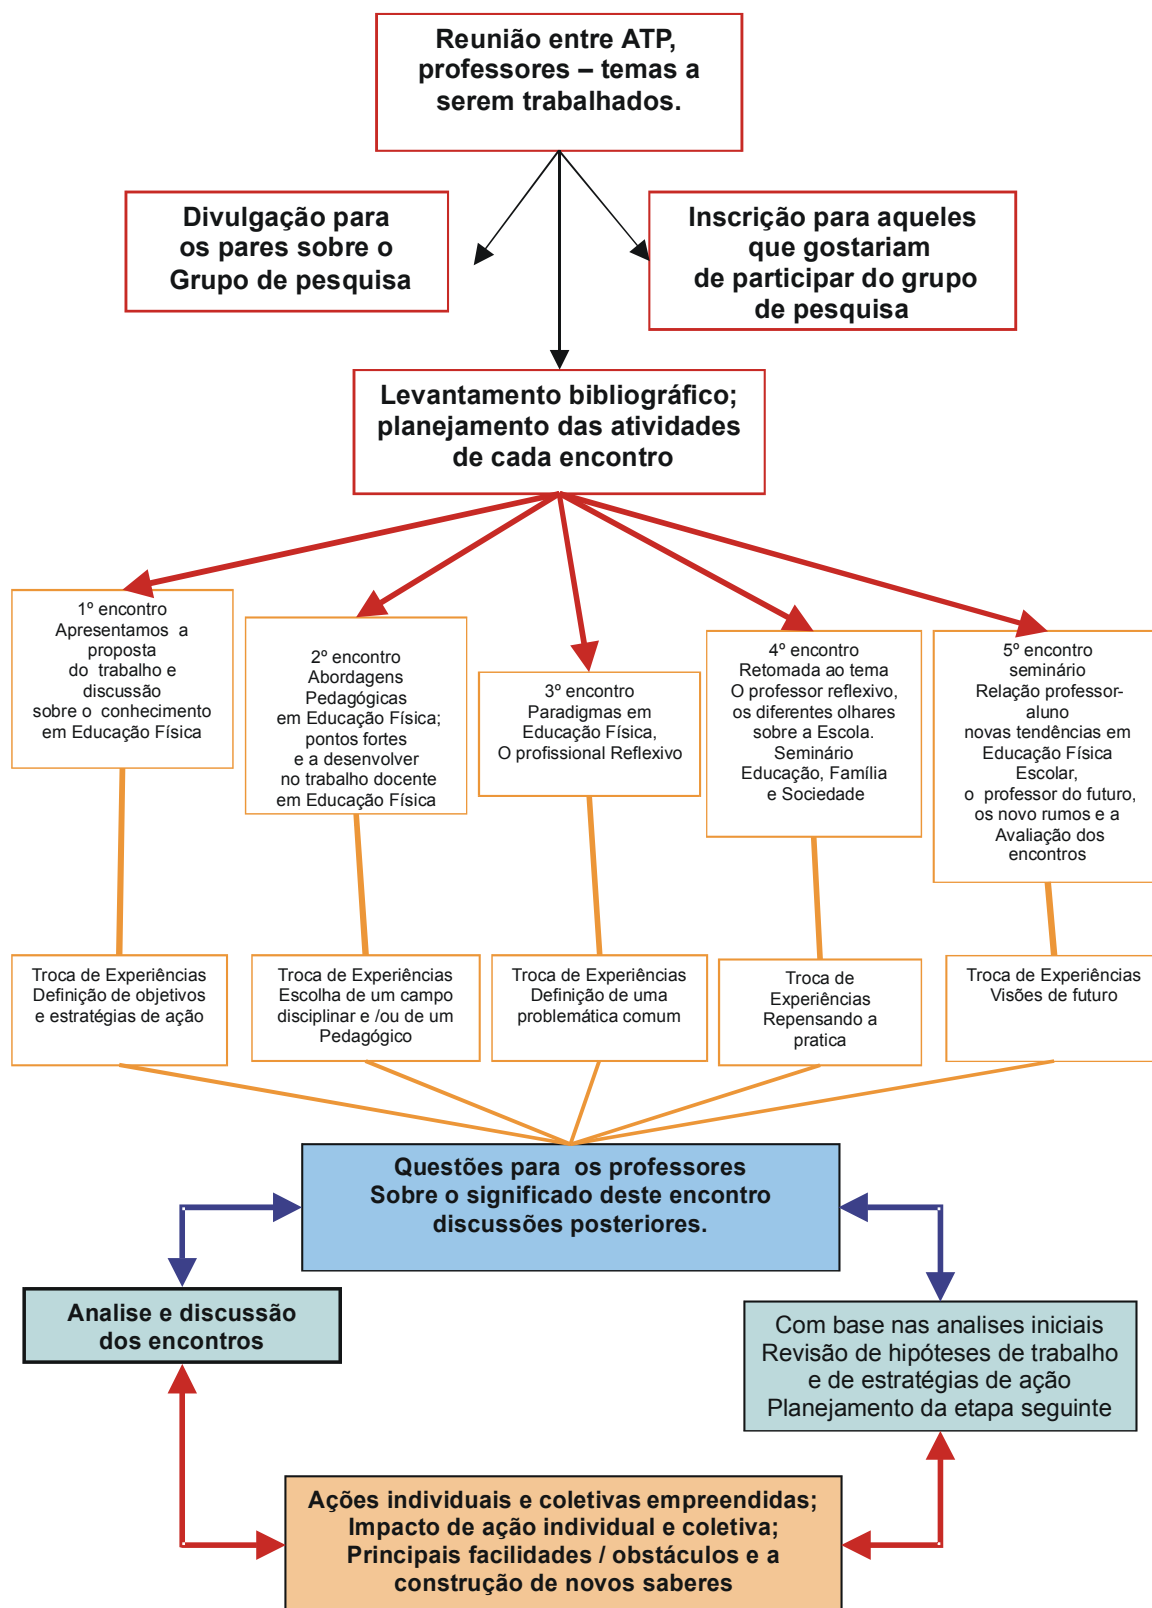 Reunião entre ATP,
professores – temas a
serem trabalhados.
Divulgação para
os pares sobre o
Grupo de pesquisa
Inscrição para aqueles
que gostariam
de participar do grupo
de pesquisa
Levantamento bibliográfico;
planejamento das atividades
de cada encontro
1º encontro
Apresentamos a
proposta
do trabalho e
discussão
sobre o conhecimento
em Educação Física
2º encontro
Abordagens
Pedagógicas
em Educação Física;
pontos fortes
e a desenvolver
no trabalho docente
em Educação Física
3º encontro
Paradigmas em
Educação Física,
O profissional Reflexivo
4º encontro
Retomada ao tema
O professor reflexivo,
os diferentes olhares
sobre a Escola.
Seminário
Educação, Família
e Sociedade
5º encontro
seminário
Relação professor-
aluno
novas tendências em
Educação Física
Escolar,
o professor do futuro,
os novo rumos e a
Avaliação dos
encontros
Troca de Experiências
Definição de objetivos
e estratégias de ação
Troca de Experiências
Escolha de um campo
disciplinar e /ou de um
Pedagógico
Troca de Experiências
Definição de uma
problemática comum
Troca de
Experiências
Repensando a
pratica
Troca de Experiências
Visões de futuro
Questões para os professores
Sobre o significado deste encontro
discussões posteriores.
Analise e discussão
dos encontros
Com base nas analises iniciais
Revisão de hipóteses de trabalho
e de estratégias de ação
Planejamento da etapa seguinte
Ações individuais e coletivas empreendidas;
Impacto de ação individual e coletiva;
Principais facilidades / obstáculos e a
construção de novos saberes